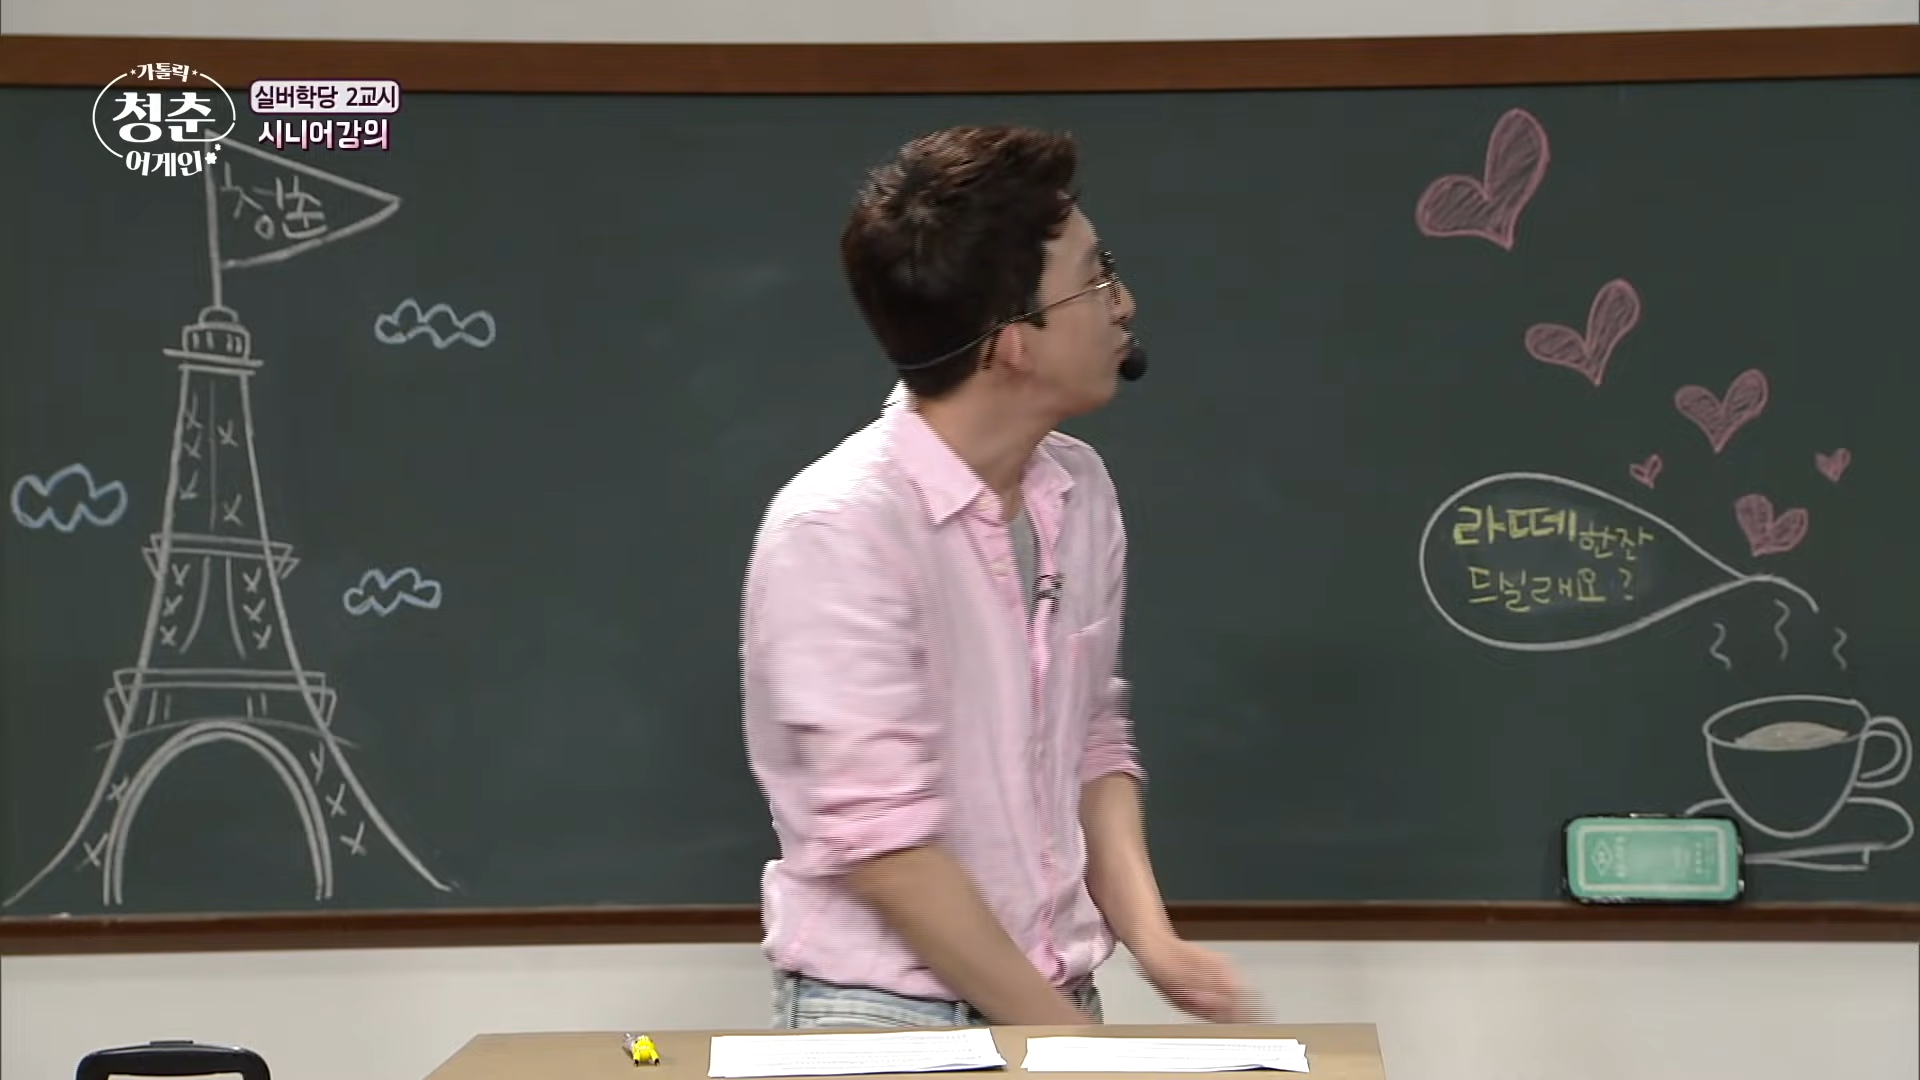 가톨릭
청춘
어게인
실버학당 2교시
시니어강의
청춘
라떼 한잔
드실래요?